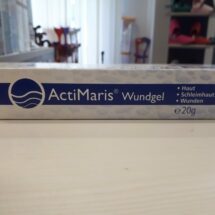 ActiMaris® Wundgel
• Haut
• Schleimhaut
• Wunden
℮20g